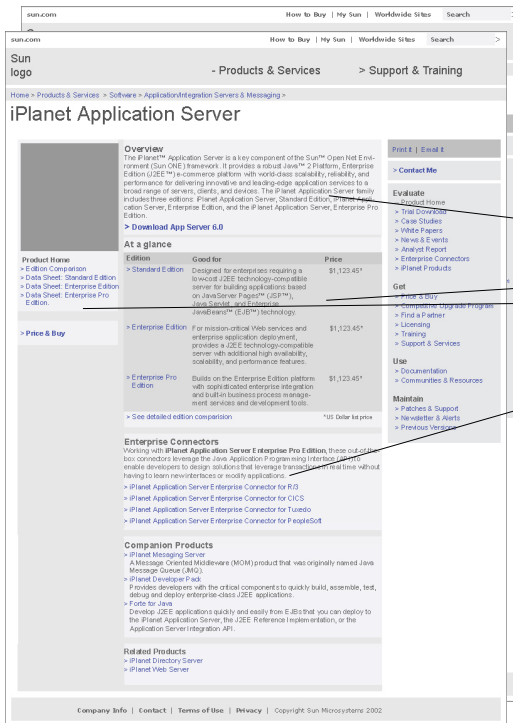 sun.com
How to Buy | My Sun | Worldwide Sites Search
sun.com
How to Buy | My Sun | Worldwide Sites Search >
Sun
logo
- Products & Services > Support & Training
Home > Products & Services > Software > Application/Integration Servers & Messaging >
iPlanet Application Server
Overview
The iPlanet™ Application Server is a key component of the Sun™ Open Net Envi-
ronment (Sun ONE) framework. It provides a robust Java™ 2 Platform, Enterprise
Edition (J2EE™) e-commerce platform with world-class scalability, reliability, and
performance for delivering innovative and leading-edge application services to a
broad range of servers, clients, and devices. The iPlanet Application Server family
includes three editions: iPlanet Application Server, Standard Edition, iPlanet Appli-
cation Server, Enterprise Edition, and the iPlanet Application Server, Enterprise Pro
Edition.
> Download App Server 6.0
At a glance
Edition Good for Price
> Standard Edition Designed for enterprises requiring a $1,123.45*
low-cost J2EE technology-compatible
server for building applications based
on JavaServer Pages™ (JSP™),
Java Servlet, and Enterprise
JavaBeans™ (EJB™) technology.
> Enterprise Edition For mission-critical Web services and $1,123.45*
enterprise application deployment,
provides a J2EE technology-compatible
server with additional high availability,
scalability, and performance features.
> Enterprise Pro Builds on the Enterprise Edition platform $1,123.45*
Edition with sophisticated enterprise integration
and built-in business process manage-
ment services and development tools.
> See detailed edition comparision *US Dollar list price
Enterprise Connectors
Working with iPlanet Application Server Enterprise Pro Edition, these out-of-the-
box connectors leverage the Java Application Programming Interface (API) to
enable developers to design solutions that leverage transactions in real time without
having to learn new interfaces or modify applications.
> iPlanet Application Server Enterprise Connector for R/3
> iPlanet Application Server Enterprise Connector for CICS
> iPlanet Application Server Enterprise Connector for Tuxedo
> iPlanet Application Server Enterprise Connector for PeopleSoft
Companion Products
> iPlanet Mesaging Server
A Message Oriented Middleware (MOM) product that was originally named Java
Message Queue (JMQ).
> iPlanet Developer Pack
Provides developers with the critical components to quickly build, assemble, test,
debug and deploy enterprise-class J2EE applications.
> Forte for Java
Develop J2EE applications quickly and easily from EJBs that you can deploy to
the iPlanet Application Server, the J2EE Reference Implementation, or the
Application Server Integration API.
Related Products
> iPlanet Directory Server
> iPlanet Web Server
Product Home
> Edition Comparison
> Data Sheet: Standard Edition
> Data Sheet: Enterprise Edition
> Data Sheet: Enterprise Pro
Edition.
> Price & Buy
Print it | Email it
> Contact Me
Evaluate
- Product Home
> Trial Download
> Case Studies
> White Papers
> News & Events
> Analyst Report
> Enterprise Connectors
> iPlanet Products
Get
> Price & Buy
> Competitive Upgrade Program
> Find a Partner
> Licensing
> Training
> Support & Services
Use
> Documentation
> Communities & Resources
Maintain
> Patches & Support
> Newsletter & Alerts
> Previous Versions
Company Info | Contact | Terms of Use | Privacy | Copyright Sun Microsystems 2002